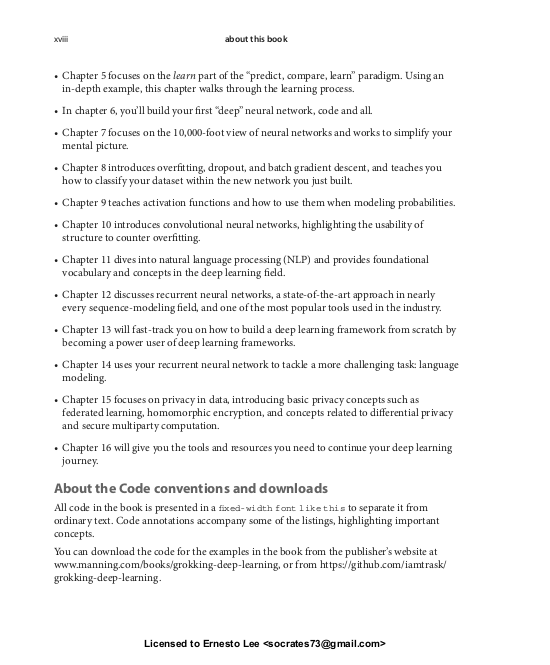 xviii about this book
• Chapter 5 focuses on the learn part of the “predict, compare, learn” paradigm. Using an
in-depth example, this chapter walks through the learning process.
• In chapter 6, you’ll build your first “deep” neural network, code and all.
• Chapter 7 focuses on the 10,000-foot view of neural networks and works to simplify your
mental picture.
• Chapter 8 introduces overfitting, dropout, and batch gradient descent, and teaches you
how to classify your dataset within the new network you just built.
• Chapter 9 teaches activation functions and how to use them when modeling probabilities.
• Chapter 10 introduces convolutional neural networks, highlighting the usability of
structure to counter overfitting.
• Chapter 11 dives into natural language processing (NLP) and provides foundational
vocabulary and concepts in the deep learning field.
• Chapter 12 discusses recurrent neural networks, a state-of-the-art approach in nearly
every sequence-modeling field, and one of the most popular tools used in the industry.
• Chapter 13 will fast-track you on how to build a deep learning framework from scratch by
becoming a power user of deep learning frameworks.
• Chapter 14 uses your recurrent neural network to tackle a more challenging task: language
modeling.
• Chapter 15 focuses on privacy in data, introducing basic privacy concepts such as
federated learning, homomorphic encryption, and concepts related to differential privacy
and secure multiparty computation.
• Chapter 16 will give you the tools and resources you need to continue your deep learning
journey.
About the Code conventions and downloads
All code in the book is presented in a fixed-width font like this to separate it from
ordinary text. Code annotations accompany some of the listings, highlighting important
concepts.
You can download the code for the examples in the book from the publisher’s website at
www.manning.com/books/grokking-deep-learning, or from https://github.com/iamtrask/
grokking-deep-learning.
Licensed to Ernesto Lee <socrates73@gmail.com>